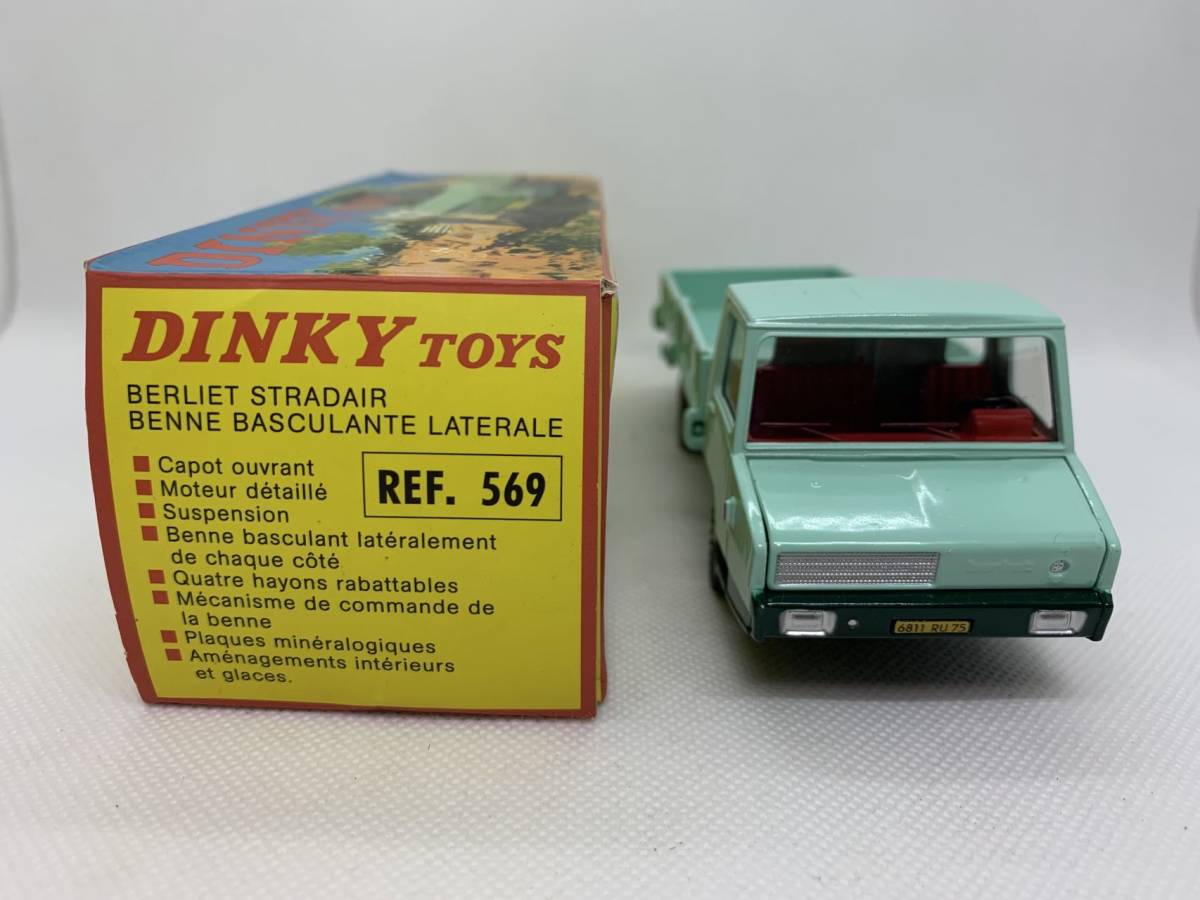 DINKY TOYS
BERLIET STRADAIR
BENNE BASCULANTE LATERALE
Capot ouvrant
Moteur détaillé
Suspension
Benne basculant latéralement
de chaque côté
Quatre hayons rabattables
Mécanisme de commande de
la benne
Plaques minéralogiques
Aménagements intérieurs
et glaces.
REF. 569
6811 RU 75